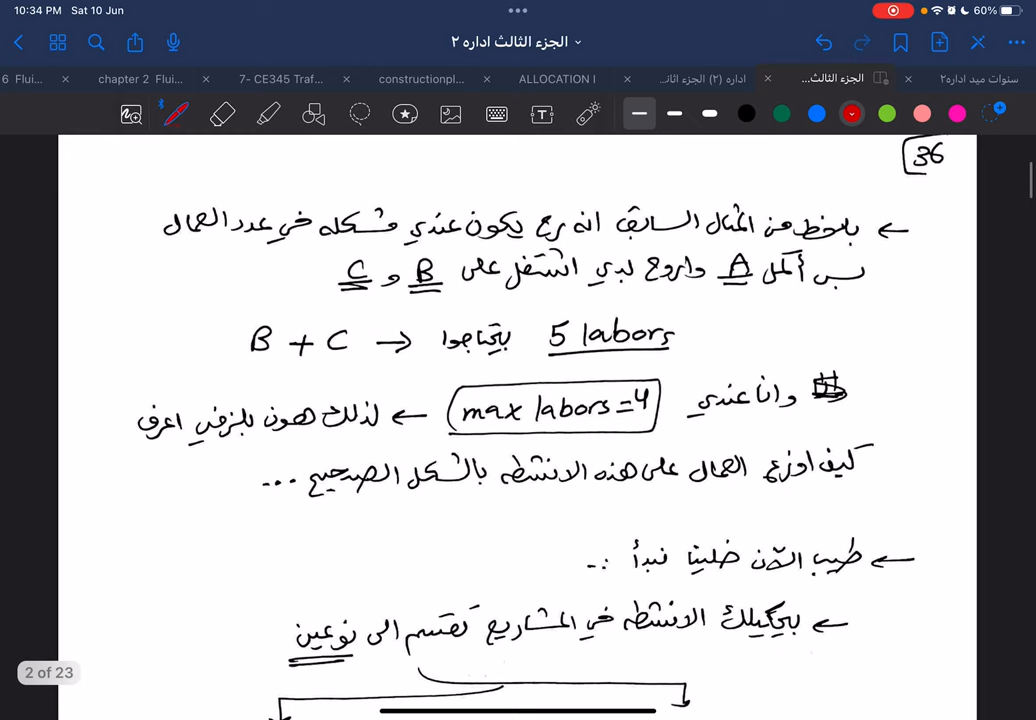 10:34 PM Sat 10 Jun
60%
الجزء الثالث اداره ٢
6 Flui...
chapter 2 Flui...
7- CE345 Traf...
constructionpl...
ALLOCATION I
اداره (٢) الجزء اثاني...
الجزء الثالث...
سنوات ميد اداره٢
36
← بلاحظ من المثال السابق انه رح يكون عندي مشكله في عدد العمال
بس أكمل A واروح لبدي اشتغل على B و C
B + C → بحتاجوا 5 labors
وانا عندي max labors=4 ← لذلك هون بلزمني اعرف
كيف اوزع العمال على هذه الانشطه بالشكل الصحيح ...
← طيب الآن خلينا نبدأ :-
← بحكيلك الانشطه في المشاريع تقسم الى نوعين
2 of 23